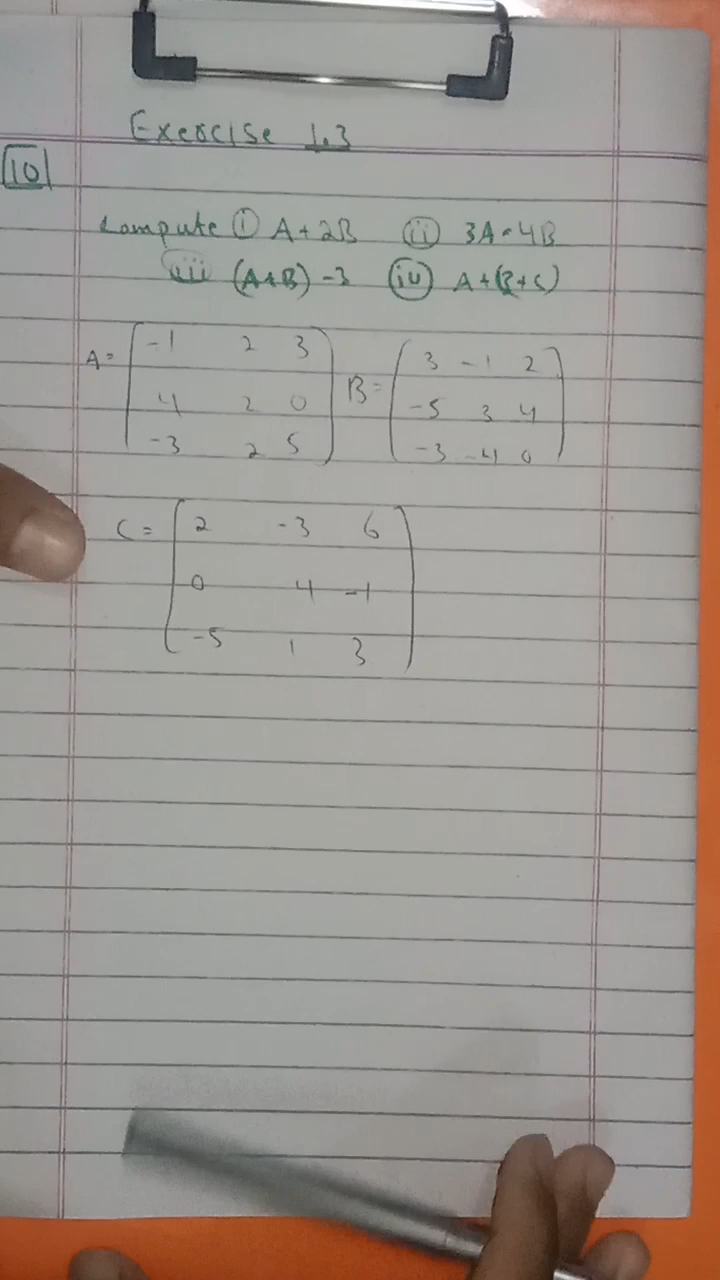 Exercise 1.3
10
Compute (i) A+2B (ii) 3A-4B
(iii) (A+B)-3 (iv) A+(B+C)
A= [-1 2 3 B= (3 -1 2
4 2 0 -5 3 4
-3 2 5] -3 -4 0)
C= [2 -3 6
0 4 -1
-5 1 3]